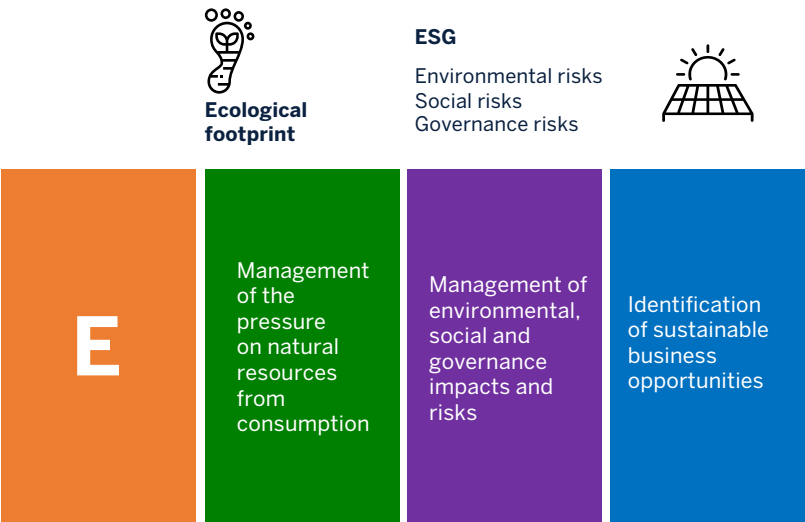 Ecological
footprint
ESG
Environmental risks
Social risks
Governance risks
E
Management
of the
pressure
on natural
resources
from
consumption
Management of
environmental,
social and
governance
impacts and
risks
Identification
of sustainable
business
opportunities